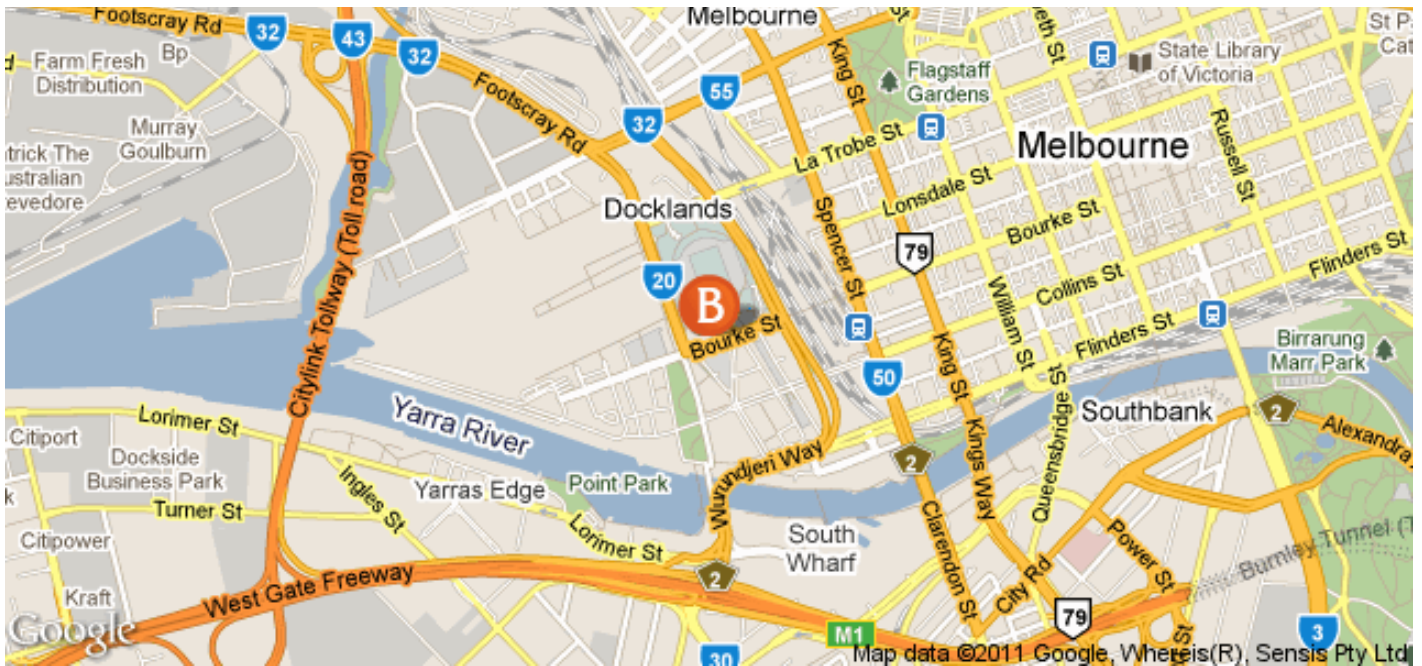 Footscray Rd
32
43
32
Melbourne
King St
eth St
St P
Cat
Bp
Farm Fresh
Distribution
Footscray Rd
55
Flagstaff
Gardens
State Library
of Victoria
Murray
Goulburn
32
Russell St
trick The
ustralian
evedore
La Trobe St
Melbourne
Citylink Tollway (Toll road)
Docklands
Spencer St
Lonsdale St
Bourke St
79
Flinders St
20
B
William St
Collins St
Bourke St
King St
Flinders St
Birrarung
Marr Park
50
Yarra River
Lorimer St
Queensbridge St
Southbank
2
Citiport
Dockside
Business Park
Ingles St
Wurundjeri Way
2
Kings Way
Alexandra
Yarras Edge
Point Park
Turner St
Lorimer St
South
Wharf
Clarendon St
Power St
Burnley Tunnel (T
Citipower
West Gate Freeway
2
City Rd
Kraft
79
Google
M1
St
3
30
Map data ©2011 Google, Whereis(R), Sensis Pty Ltd